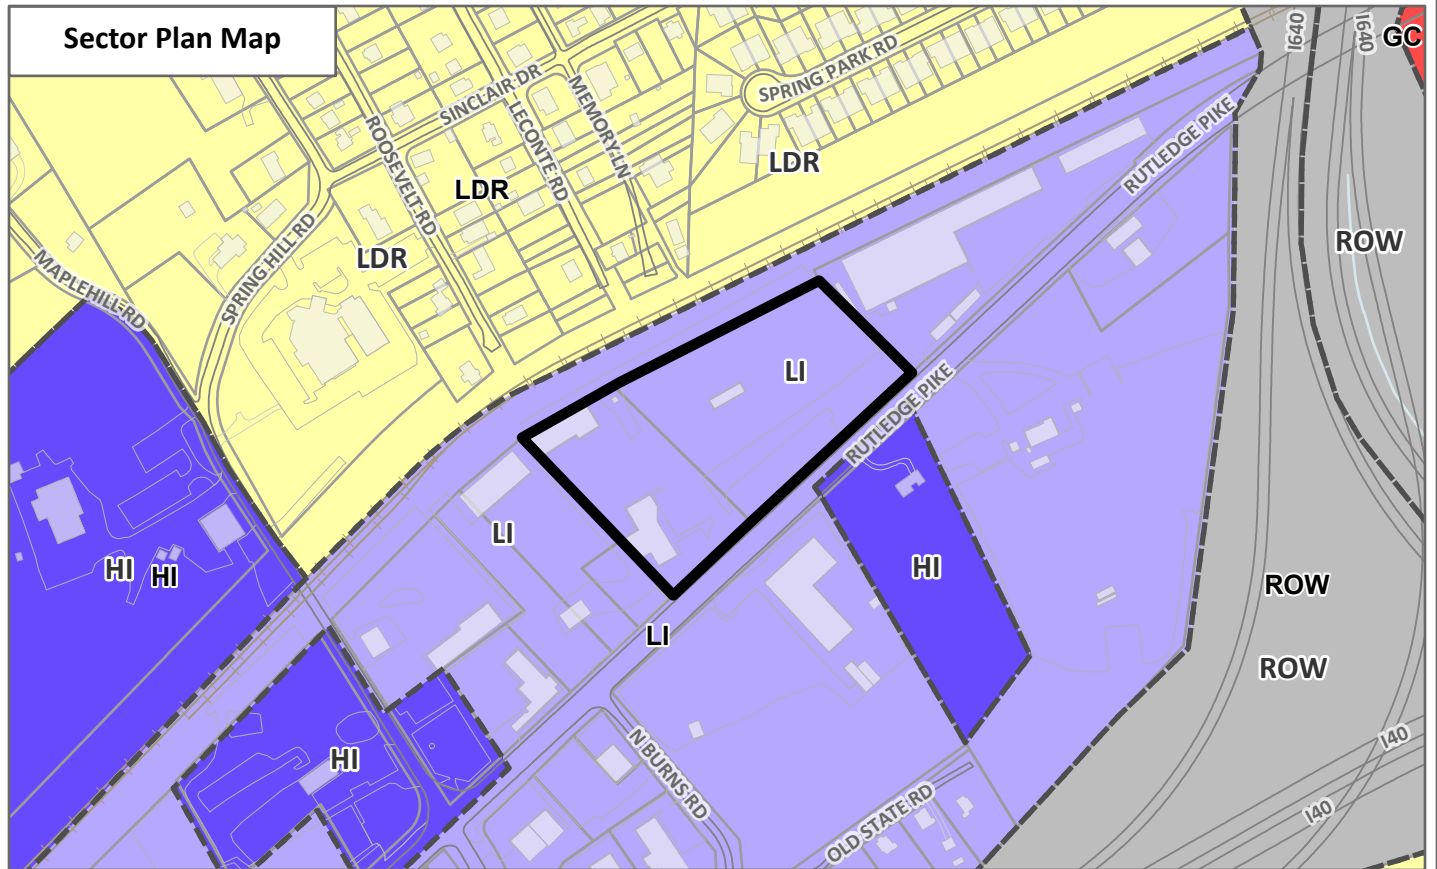 Sector Plan Map
I640
I640
GC
SPRING PARK RD
SINCLAIR DR
MEMORY LN
LECONTE RD
ROOSEVELT RD
RUTLEDGE PIKE
LDR
LDR
LDR
SPRING HILL RD
MAPLEHILL RD
ROW
LI
RUTLEDGE PIKE
LI
HI
HI
HI
ROW
LI
ROW
HI
N BURNS RD
I40
OLD STATE RD
I40